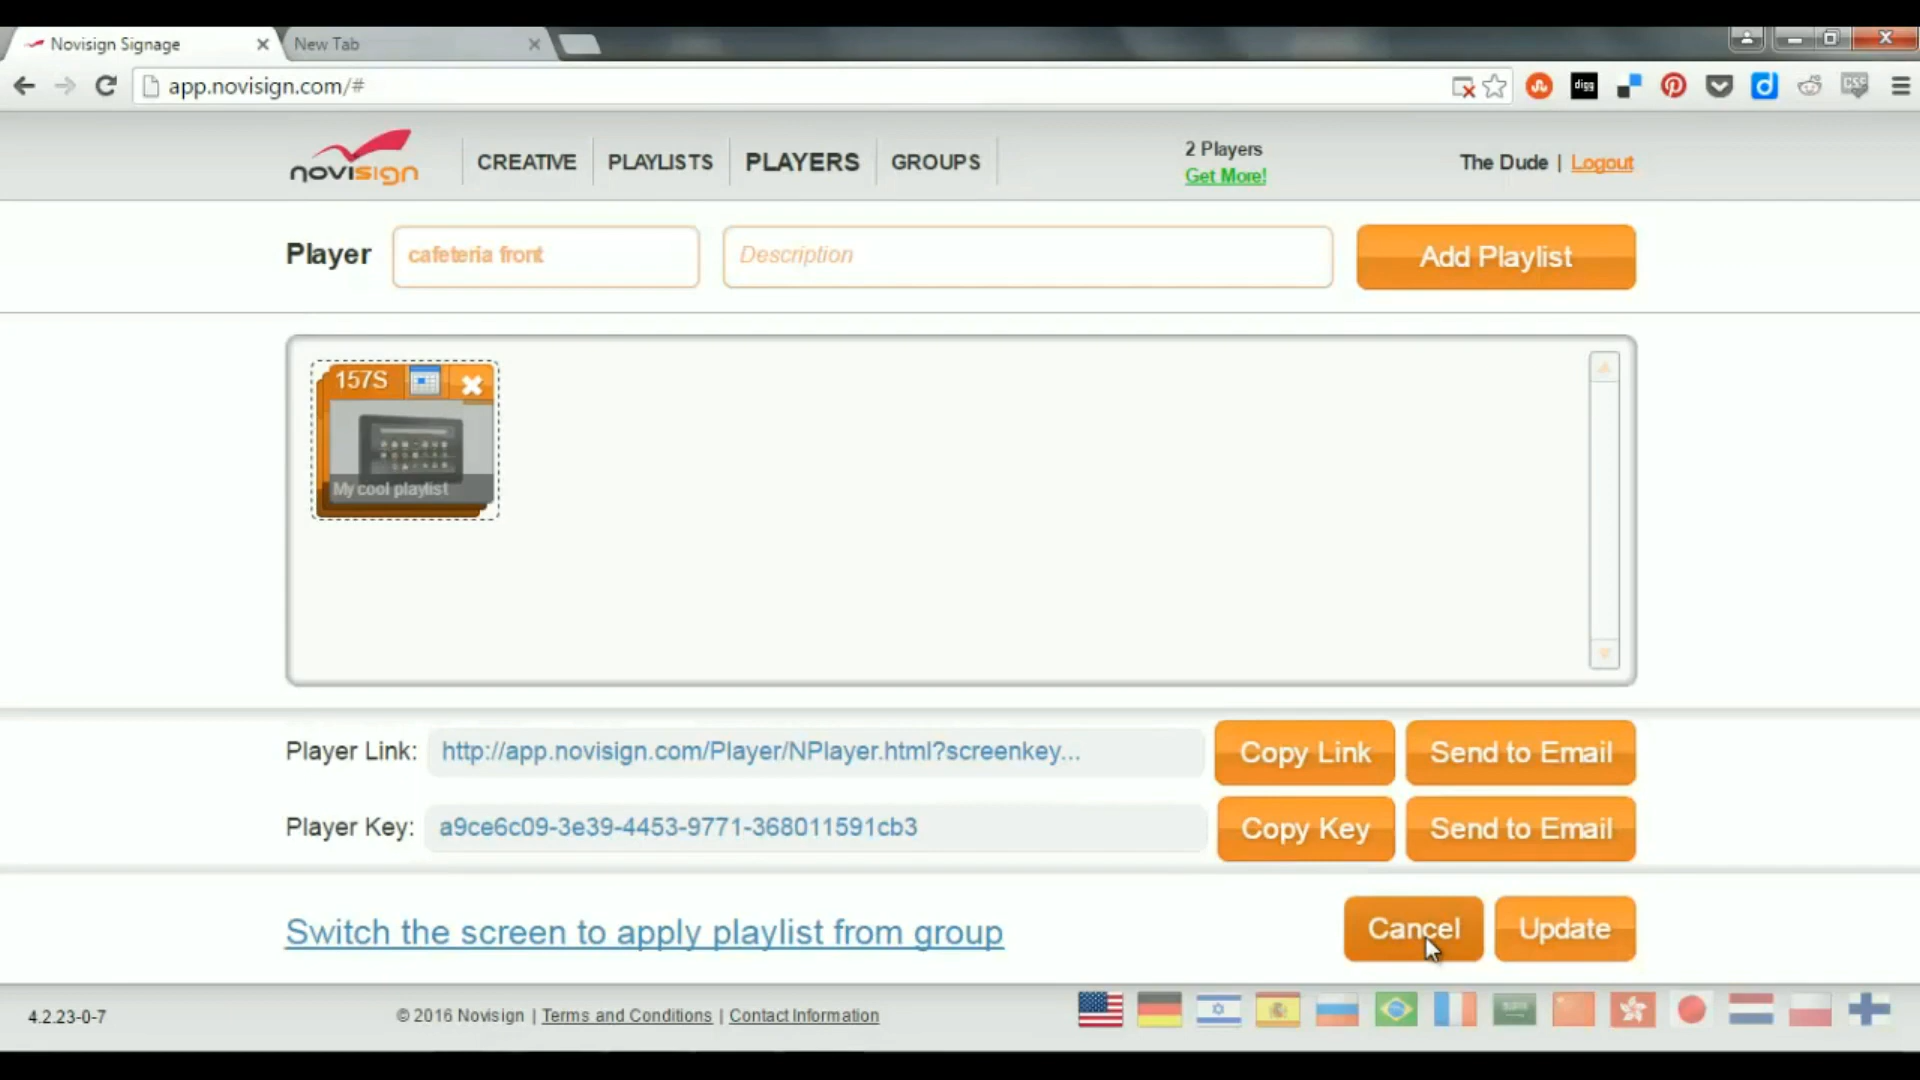 Novisign Signage
New Tab
app.novisign.com/#
digg
CSS
novisign
CREATIVE
PLAYLISTS
PLAYERS
GROUPS
2 Players
Get More!
The Dude | Logout
Player
cafeteria front
Description
Add Playlist
157S
My cool playlist
Player Link:
http://app.novisign.com/Player/NPlayer.html?screenkey...
Copy Link
Send to Email
Player Key:
a9ce6c09-3e39-4453-9771-368011591cb3
Copy Key
Send to Email
Switch the screen to apply playlist from group
Cancel
Update
4.2.23-0-7
© 2016 Novisign | Terms and Conditions | Contact Information